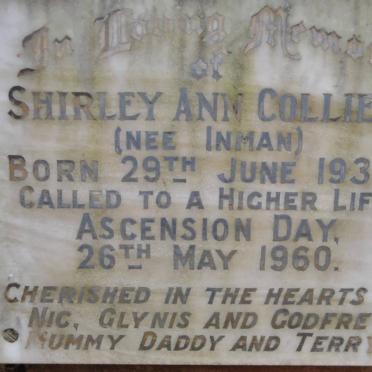 In Loving Memo
of
SHIRLEY ANN COLLIE
(NEE INMAN)
BORN 29TH JUNE 193
CALLED TO A HIGHER LIF
ASCENSION DAY,
26TH MAY 1960.
CHERISHED IN THE HEARTS
NIC, GLYNIS AND GODFRE
MUMMY DADDY AND TERRY